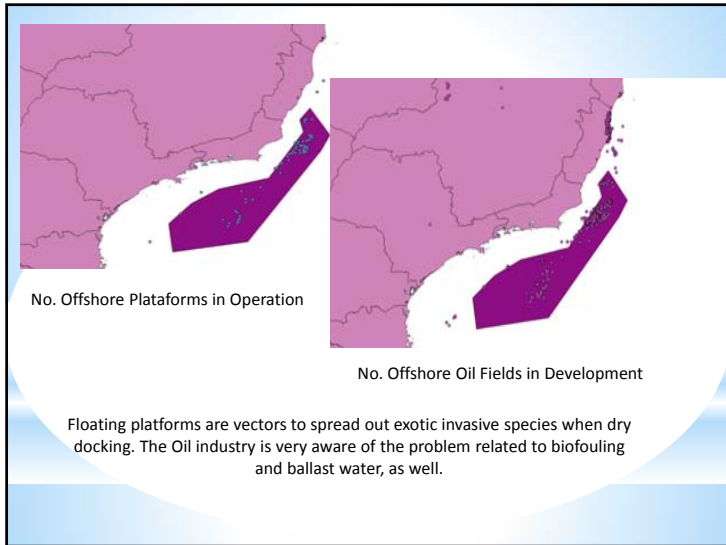 No. Offshore Plataforms in Operation
No. Offshore Oil Fields in Development
Floating platforms are vectors to spread out exotic invasive species when dry
docking. The Oil industry is very aware of the problem related to biofouling
and ballast water, as well.